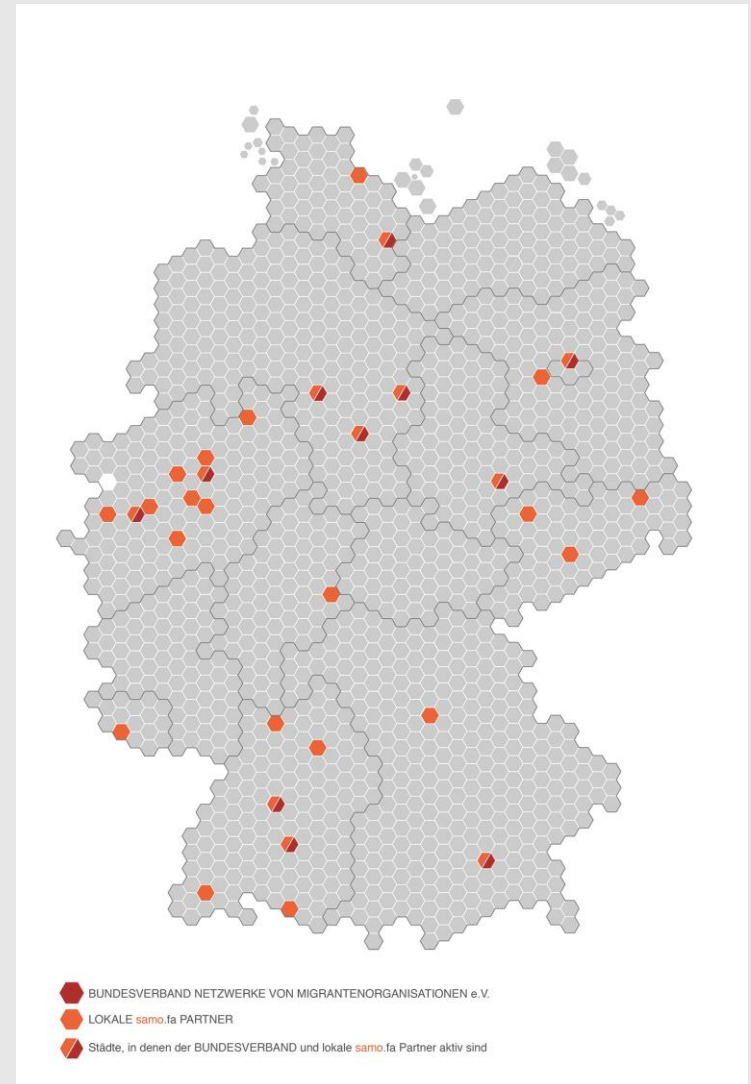 BUNDESVERBAND NETZWERKE VON MIGRANTENORGANISATIONEN e.V.
LOKALE samo.fa PARTNER
Städte, in denen der BUNDESVERBAND und lokale samo.fa Partner aktiv sind